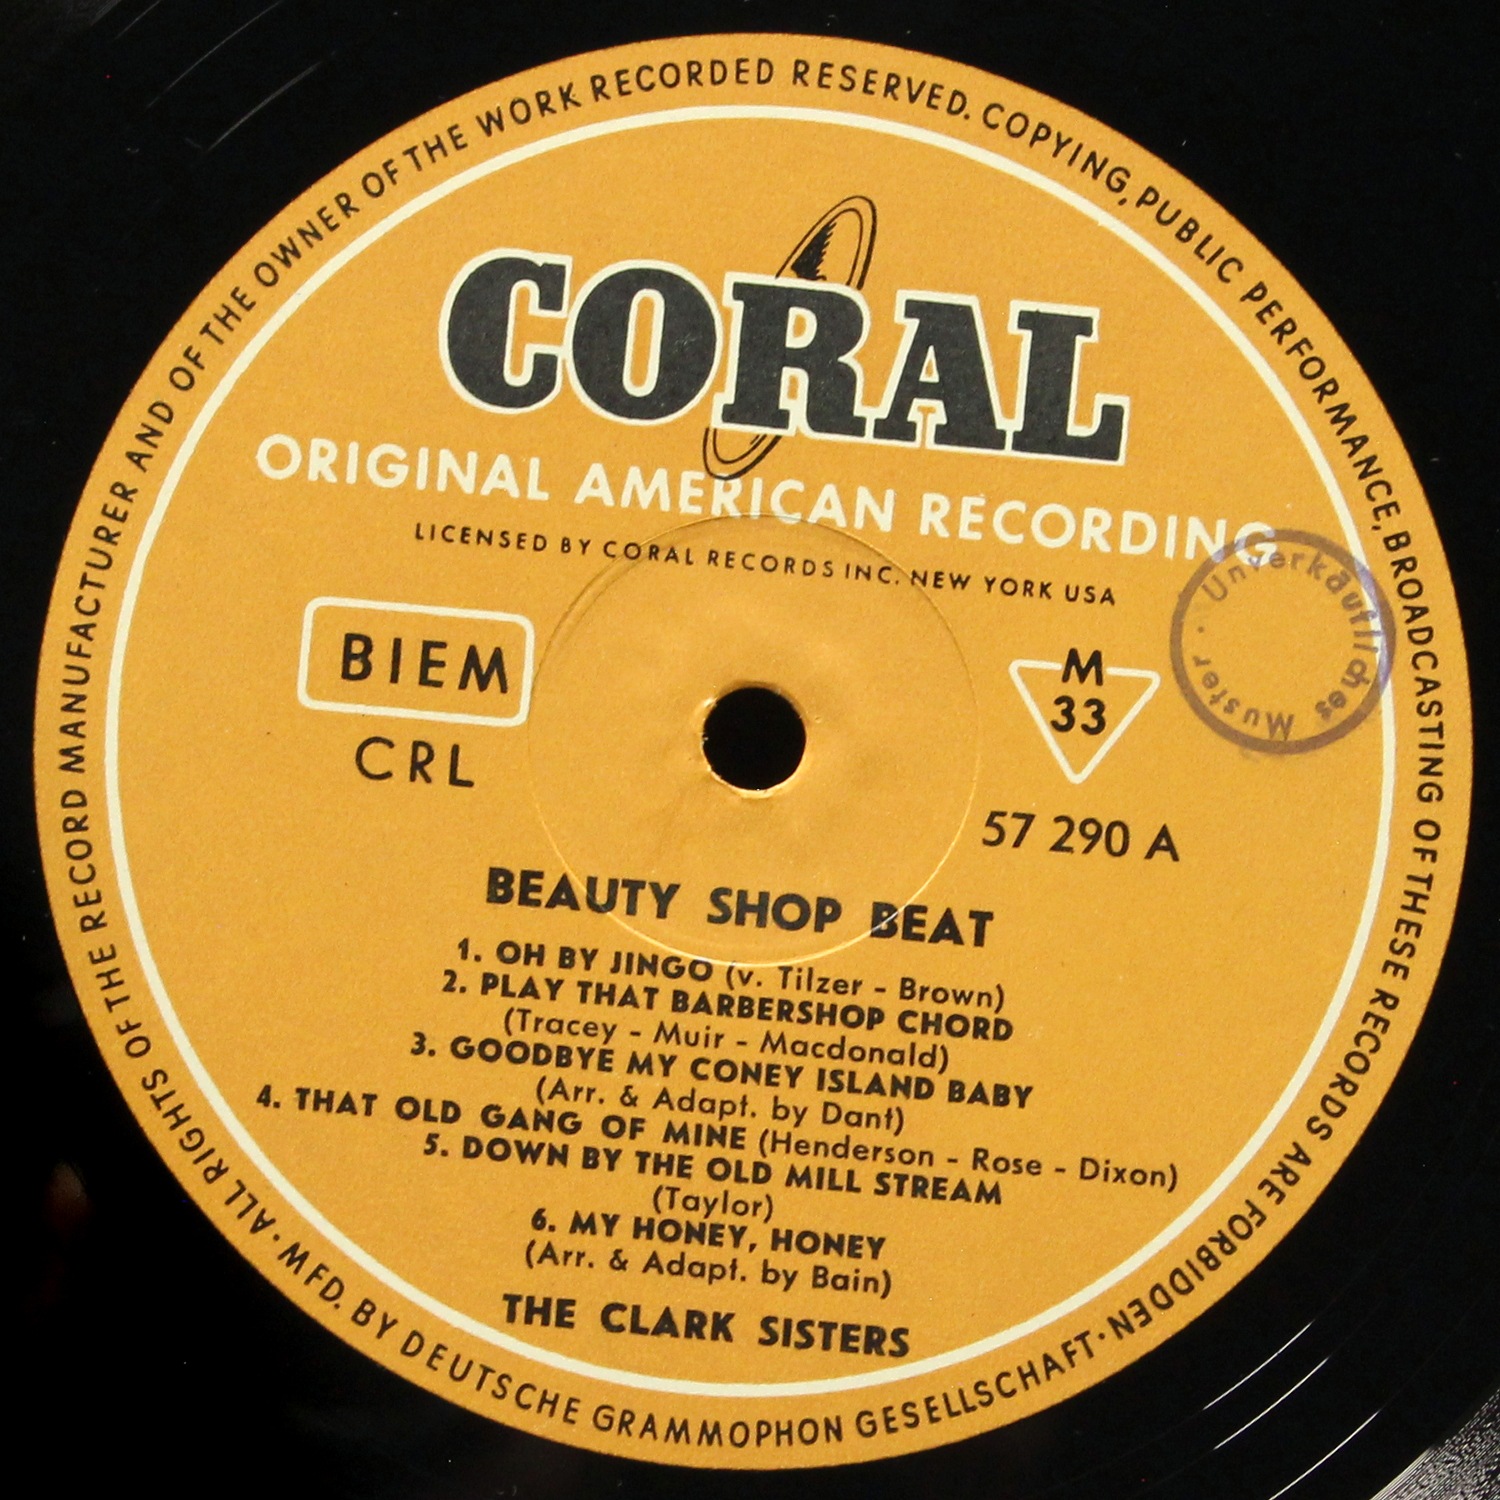 ALL RIGHTS OF THE RECORD MANUFACTURER AND OF THE OWNER OF THE WORK RECORDED RESERVED. COPYING, PUBLIC PERFORMANCE, BROADCASTING OF THESE RECORDS ARE FORBIDDEN · MFD. BY DEUTSCHE GRAMMOPHON GESELLSCHAFT ·
CORAL
ORIGINAL AMERICAN RECORDING
LICENSED BY CORAL RECORDS INC. NEW YORK USA
Unverkäufliches Muster ·
BIEM
CRL
M
33
57 290 A
BEAUTY SHOP BEAT
1. OH BY JINGO (v. Tilzer - Brown)
2. PLAY THAT BARBERSHOP CHORD
(Tracey - Muir - Macdonald)
3. GOODBYE MY CONEY ISLAND BABY
(Arr. & Adapt. by Dant)
4. THAT OLD GANG OF MINE (Henderson - Rose - Dixon)
5. DOWN BY THE OLD MILL STREAM
(Taylor)
6. MY HONEY, HONEY
(Arr. & Adapt. by Bain)
THE CLARK SISTERS